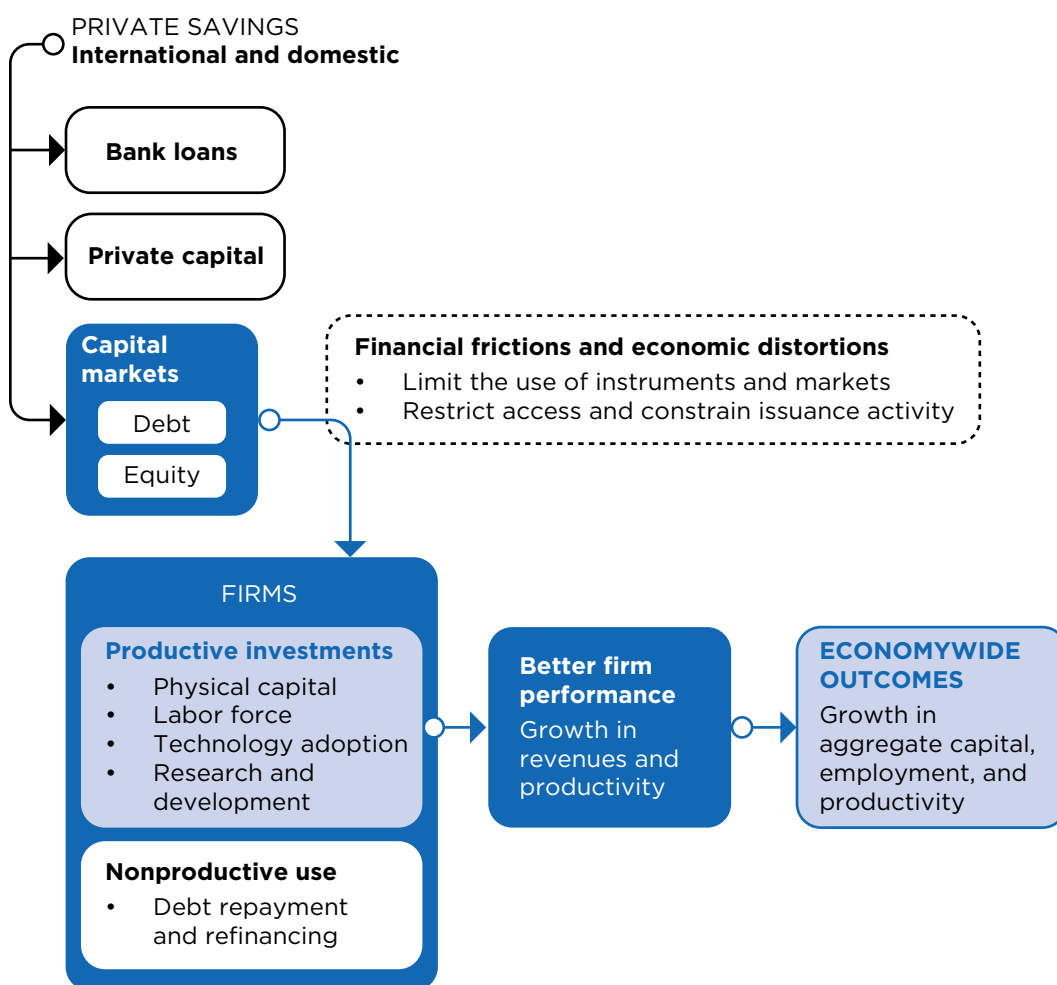 PRIVATE SAVINGS
International and domestic
Bank loans
Private capital
Capital
markets
Debt
Equity
Financial frictions and economic distortions
• Limit the use of instruments and markets
• Restrict access and constrain issuance activity
FIRMS
Productive investments
• Physical capital
• Labor force
• Technology adoption
• Research and
development
Nonproductive use
• Debt repayment
and refinancing
Better firm
performance
Growth in
revenues and
productivity
ECONOMYWIDE
OUTCOMES
Growth in
aggregate capital,
employment, and
productivity